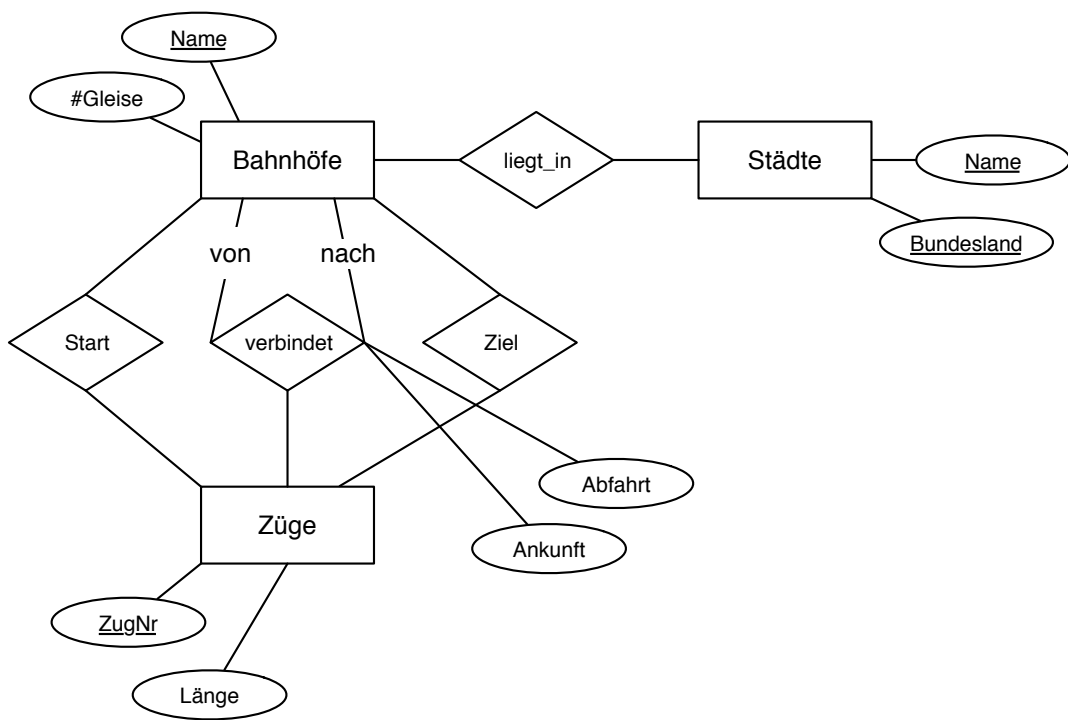 Name
#Gleise
Bahnhöfe
liegt_in
Städte
Name
Bundesland
von
nach
Start
verbindet
Ziel
Abfahrt
Züge
Ankunft
ZugNr
Länge